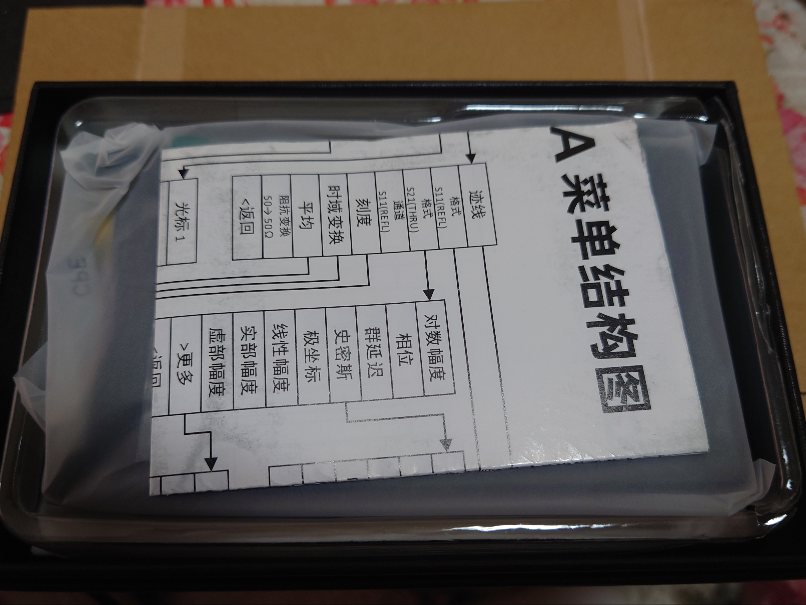 A 菜单结构图
迹线
格式
S11(REFL)
格式
S21(THRU)
通道
S11(REFL)
刻度
时域变换
平均
阻抗变换
50→50Ω
<返回
光标 1
对数幅度
相位
群延迟
史密斯
极坐标
线性幅度
实部幅度
虚部幅度
>更多
<返回